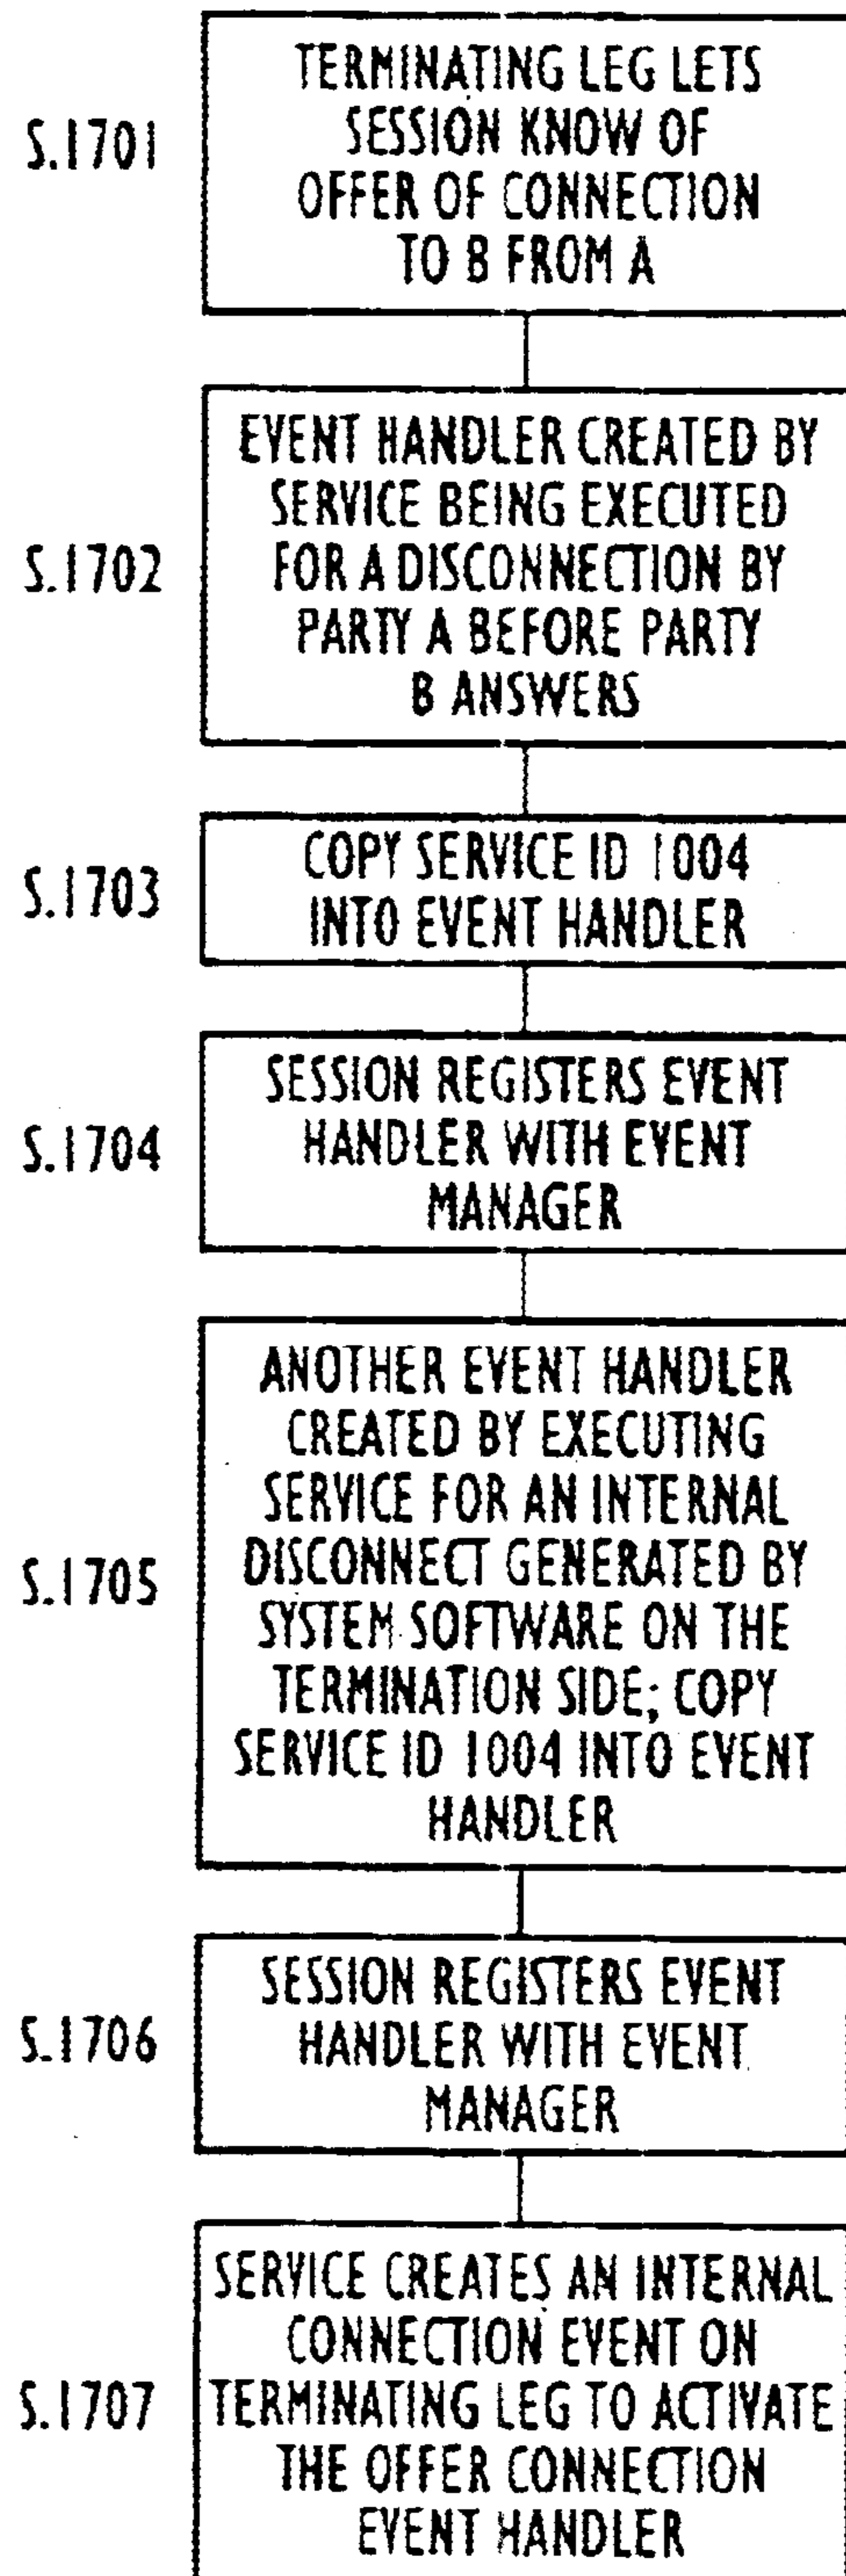 S.1701
TERMINATING LEG LETS
SESSION KNOW OF
OFFER OF CONNECTION
TO B FROM A
S.1702
EVENT HANDLER CREATED BY
SERVICE BEING EXECUTED
FOR A DISCONNECTION BY
PARTY A BEFORE PARTY
B ANSWERS
S.1703
COPY SERVICE ID 1004
INTO EVENT HANDLER
S.1704
SESSION REGISTERS EVENT
HANDLER WITH EVENT
MANAGER
S.1705
ANOTHER EVENT HANDLER
CREATED BY EXECUTING
SERVICE FOR AN INTERNAL
DISCONNECT GENERATED BY
SYSTEM SOFTWARE ON THE
TERMINATION SIDE; COPY
SERVICE ID 1004 INTO EVENT
HANDLER
S.1706
SESSION REGISTERS EVENT
HANDLER WITH EVENT
MANAGER
S.1707
SERVICE CREATES AN INTERNAL
CONNECTION EVENT ON
TERMINATING LEG TO ACTIVATE
THE OFFER CONNECTION
EVENT HANDLER